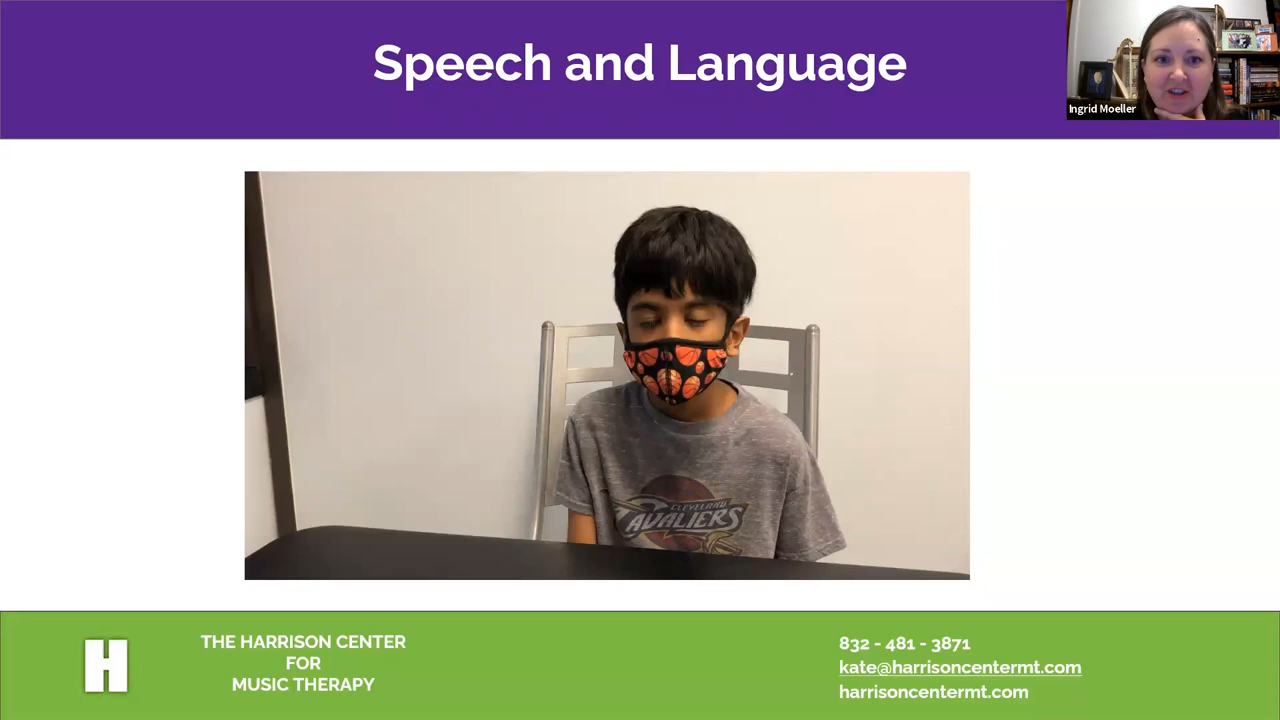 Speech and Language
Ingrid Moeller
CLEVELAND
CAVALIERS
H
THE HARRISON CENTER
FOR
MUSIC THERAPY
832 - 481 - 3871
kate@harrisoncentermt.com
harrisoncentermt.com